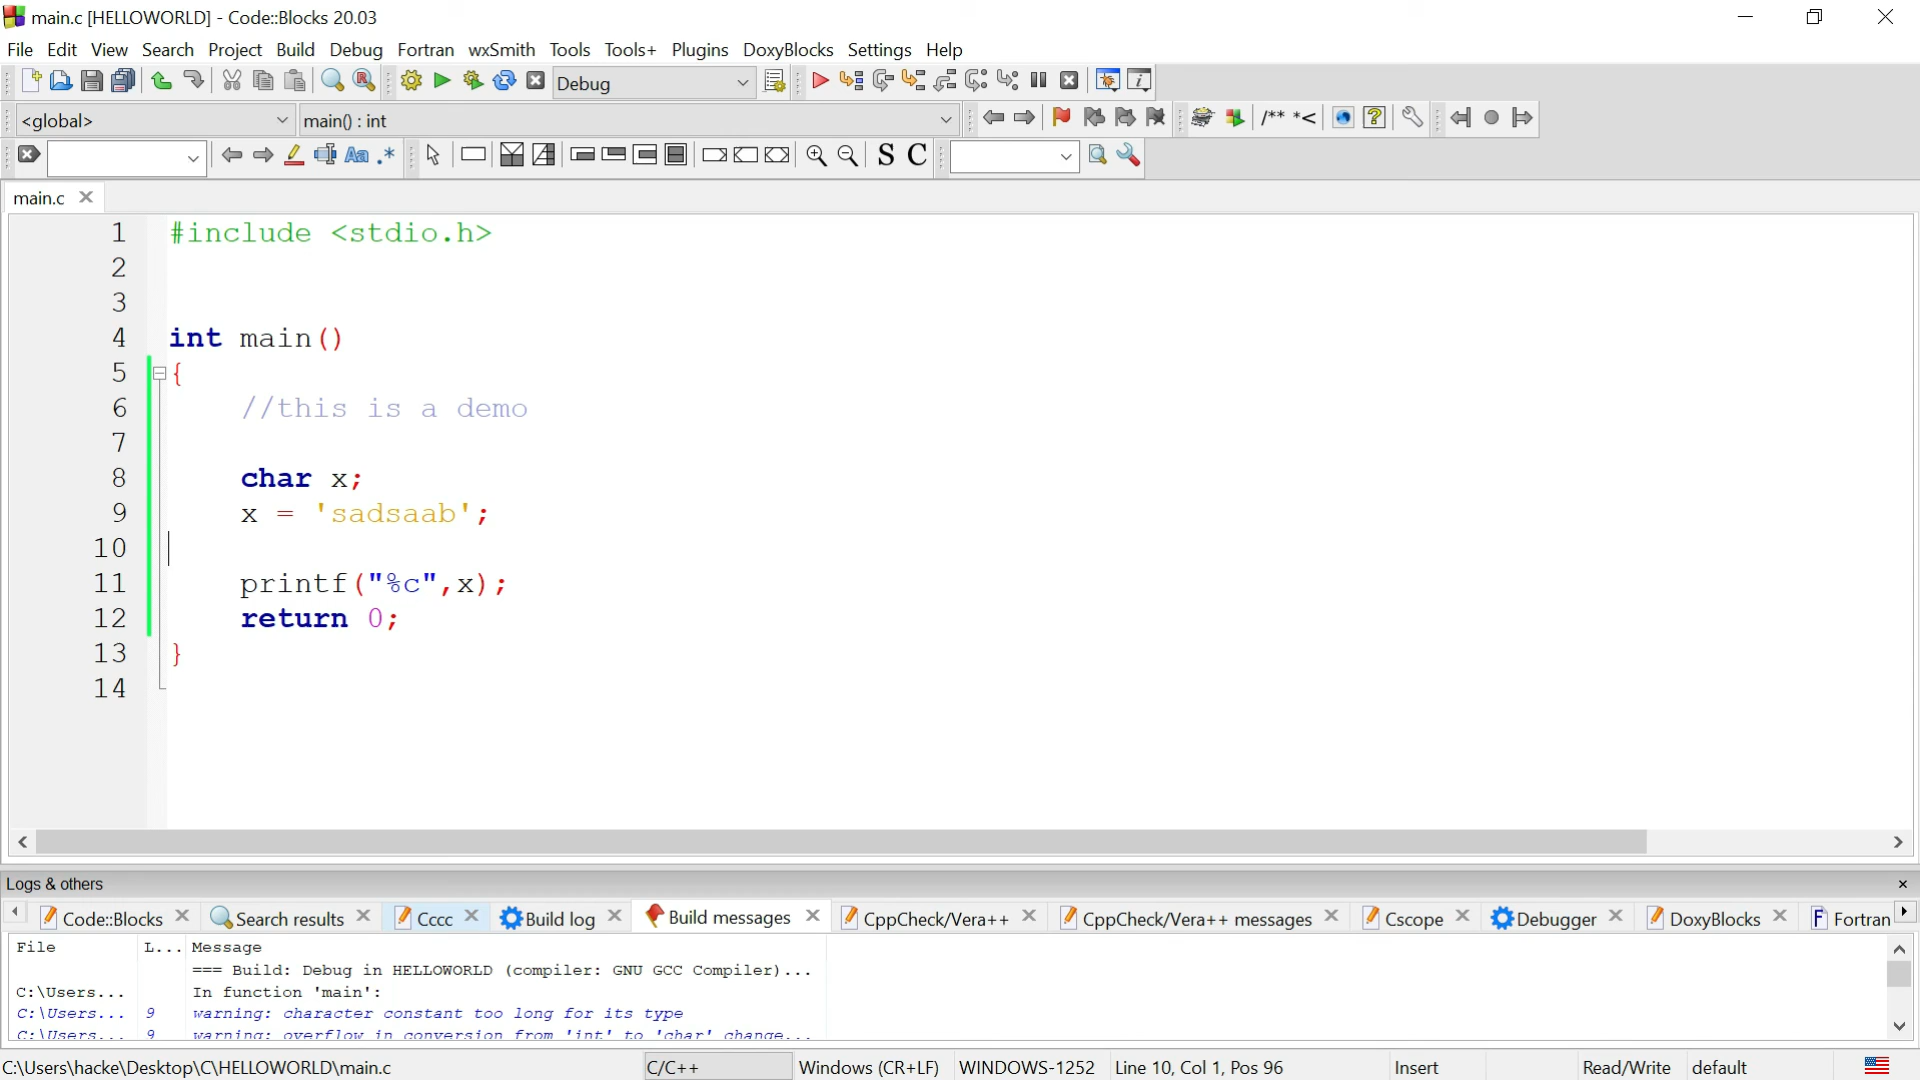 main.c [HELLOWORLD] - Code::Blocks 20.03
File Edit View Search Project Build Debug Fortran wxSmith Tools Tools+ Plugins DoxyBlocks Settings Help
Debug
<global> main() : int /** *<
Aa .* S C
main.c
1 #include <stdio.h>
2
3
4 int main()
5 {
6 //this is a demo
7
8 char x;
9 x = 'sadsaab';
10
11 printf("%c",x);
12 return 0;
13 }
14
Logs & others
Code::Blocks Search results Cccc Build log Build messages CppCheck/Vera++ CppCheck/Vera++ messages Cscope Debugger DoxyBlocks Fortran
File L... Message
=== Build: Debug in HELLOWORLD (compiler: GNU GCC Compiler)...
C:\Users... In function 'main':
C:\Users... 9 warning: character constant too long for its type
C:\Users... 9 warning: overflow in conversion from 'int' to 'char' change...
C:\Users\hacke\Desktop\C\HELLOWORLD\main.c C/C++ Windows (CR+LF) WINDOWS-1252 Line 10, Col 1, Pos 96 Insert Read/Write default